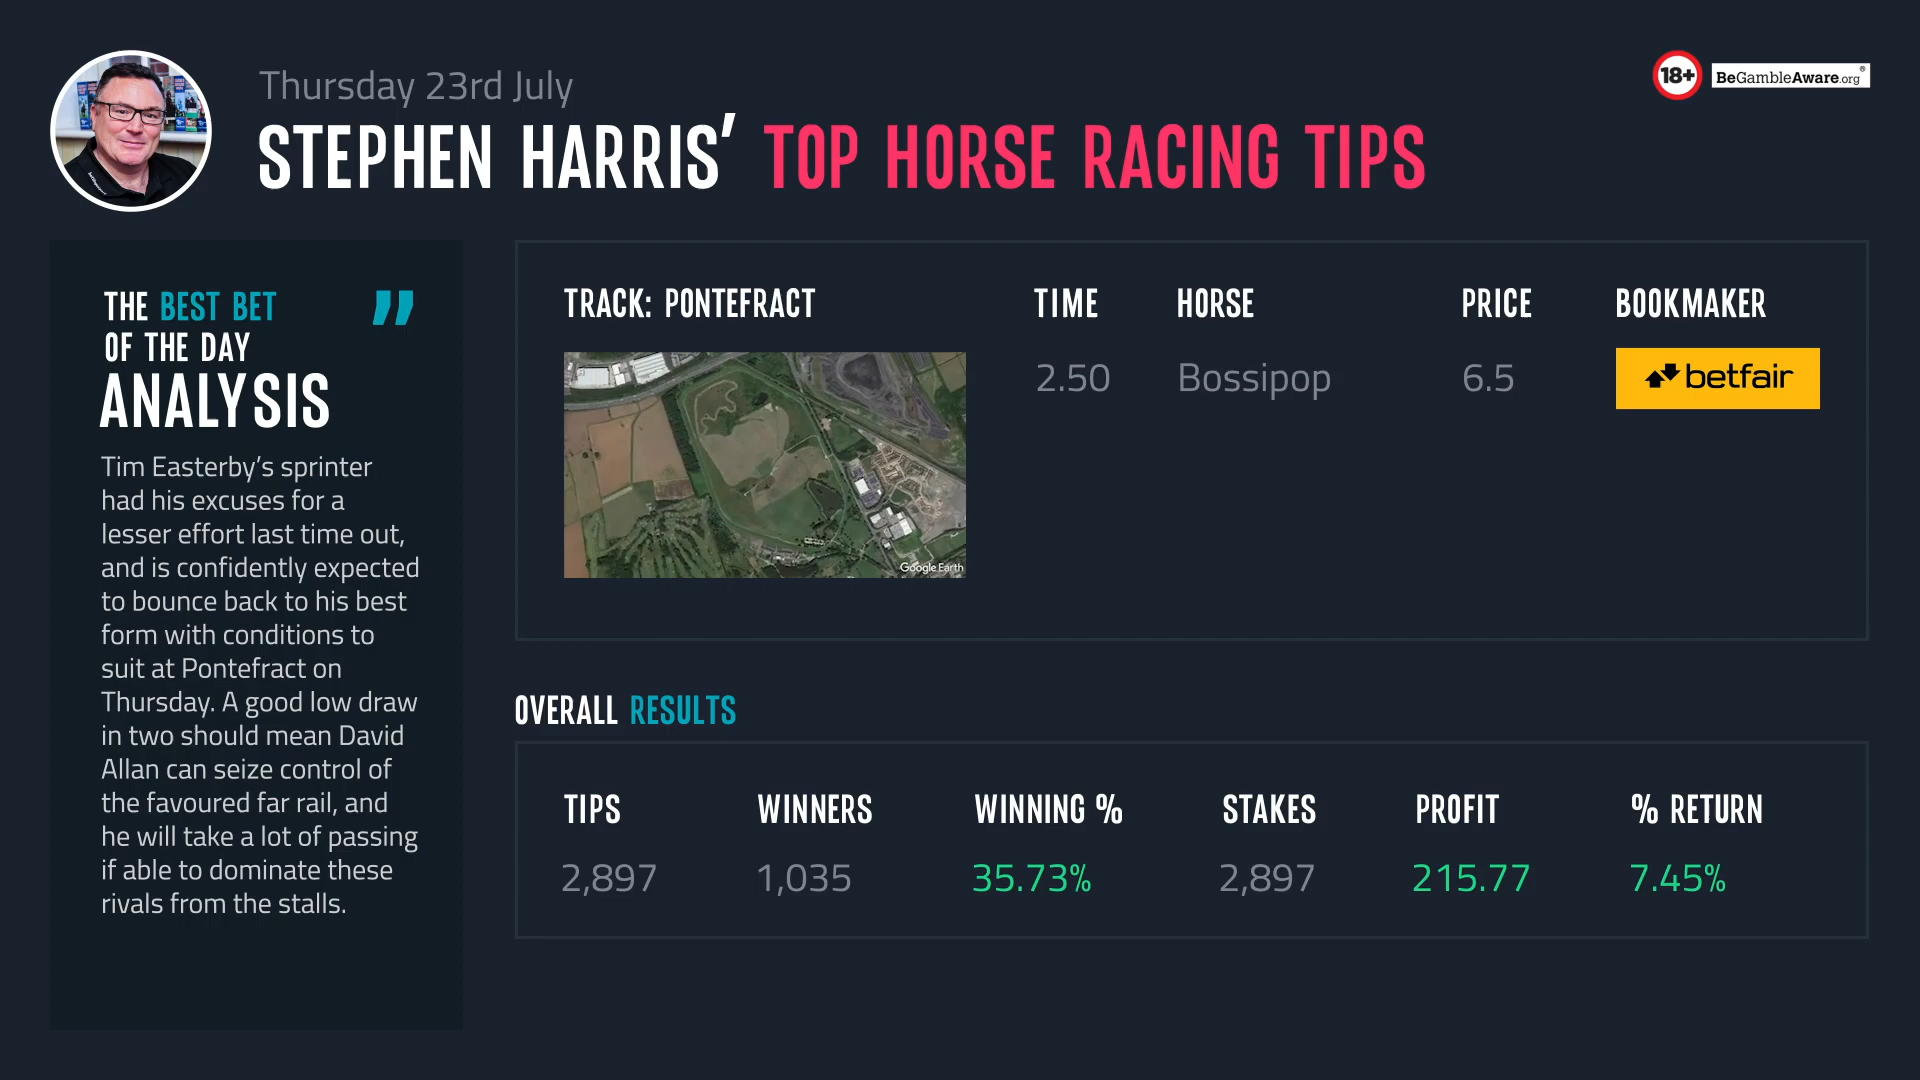 Thursday 23rd July
STEPHEN HARRIS’ TOP HORSE RACING TIPS
18+
BeGambleAware.org®
THE BEST BET
OF THE DAY
ANALYSIS
Tim Easterby’s sprinter
had his excuses for a
lesser effort last time out,
and is confidently expected
to bounce back to his best
form with conditions to
suit at Pontefract on
Thursday. A good low draw
in two should mean David
Allan can seize control of
the favoured far rail, and
he will take a lot of passing
if able to dominate these
rivals from the stalls.
TRACK: PONTEFRACT TIME HORSE PRICE BOOKMAKER
2.50 Bossipop 6.5 betfair
Google Earth
OVERALL RESULTS
TIPS WINNERS WINNING % STAKES PROFIT % RETURN
2,897 1,035 35.73% 2,897 215.77 7.45%